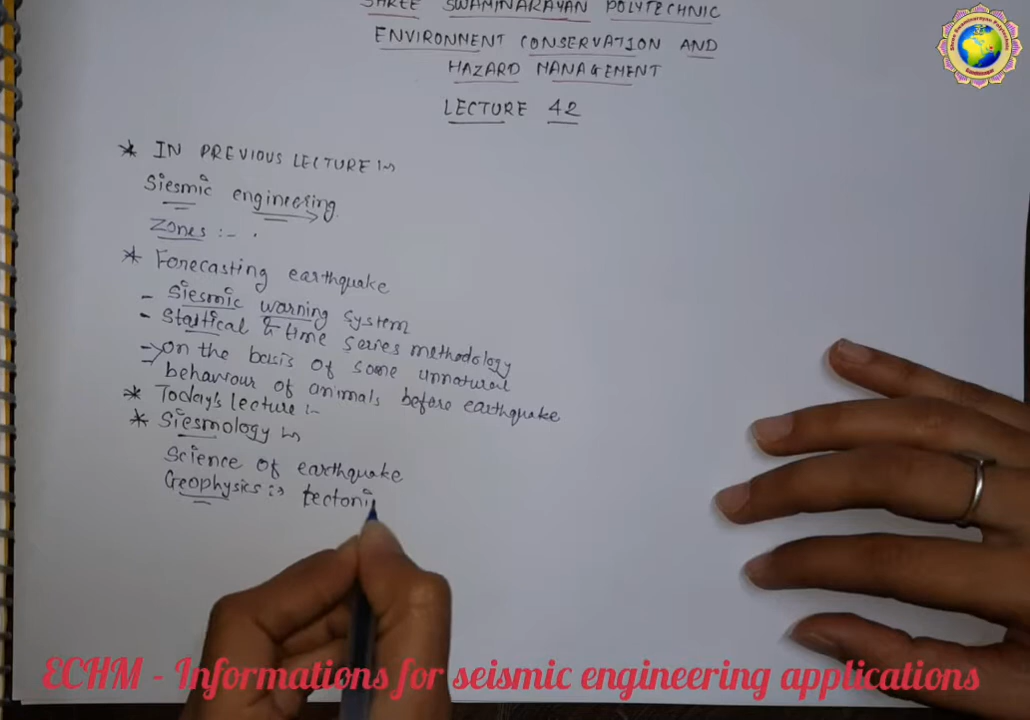 SHREE SWAMINARAYAN POLYTECHNIC
ENVIRONMENT CONSERVATION AND
HAZARD MANAGEMENT
LECTURE 42
* IN PREVIOUS LECTURE :→
Siesmic engineering
Zones :- .
* Forecasting earthquake
- Siesmic warning system
- Stastical & time series methodology
→ on the basis of some unnatural
behaviour of animals before earthquake
* Today's lecture :-
* Siesmology :→
Science of earthquake
Geophysics :→ tectoni
ECHM - Informations for seismic engineering applications